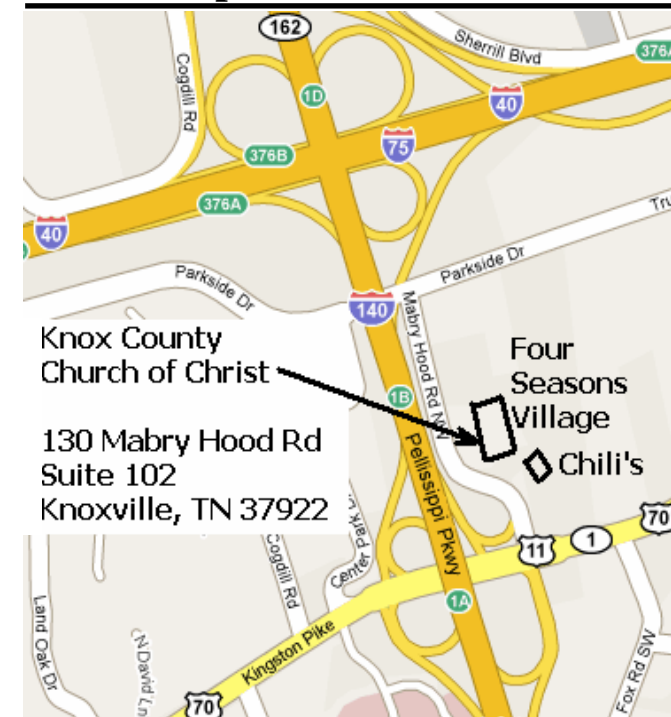 162
Sherrill Blvd
376A
Cogdill Rd
1D
40
376B
75
376A
40
Tru
Parkside Dr
Parkside Dr
140
Mabry Hood Rd NW
Knox County
Church of Christ
Four
Seasons
Village
1B
130 Mabry Hood Rd
Suite 102
Knoxville, TN 37922
Chili's
Pellissippi Pkwy
70
11
1
Center Park Dr
Cogdill Rd
1A
Land Oak Dr
N David Ln
Kingston Pike
70
Fox Rd SW